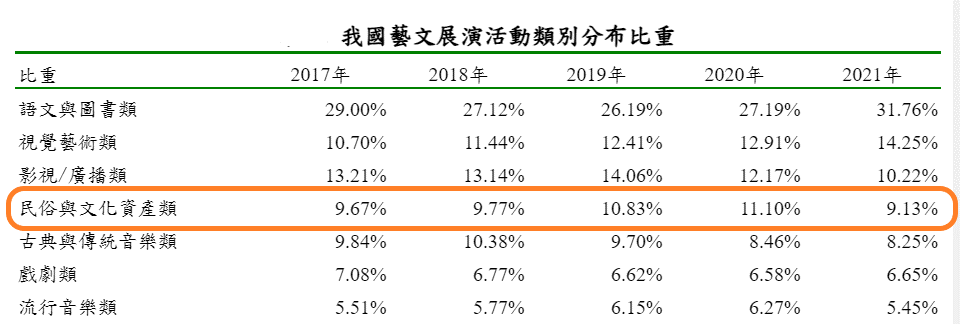 我國藝文展演活動類別分布比重
比重 2017年 2018年 2019年 2020年 2021年
語文與圖書類 29.00% 27.12% 26.19% 27.19% 31.76%
視覺藝術類 10.70% 11.44% 12.41% 12.91% 14.25%
影視/廣播類 13.21% 13.14% 14.06% 12.17% 10.22%
民俗與文化資產類 9.67% 9.77% 10.83% 11.10% 9.13%
古典與傳統音樂類 9.84% 10.38% 9.70% 8.46% 8.25%
戲劇類 7.08% 6.77% 6.62% 6.58% 6.65%
流行音樂類 5.51% 5.77% 6.15% 6.27% 5.45%